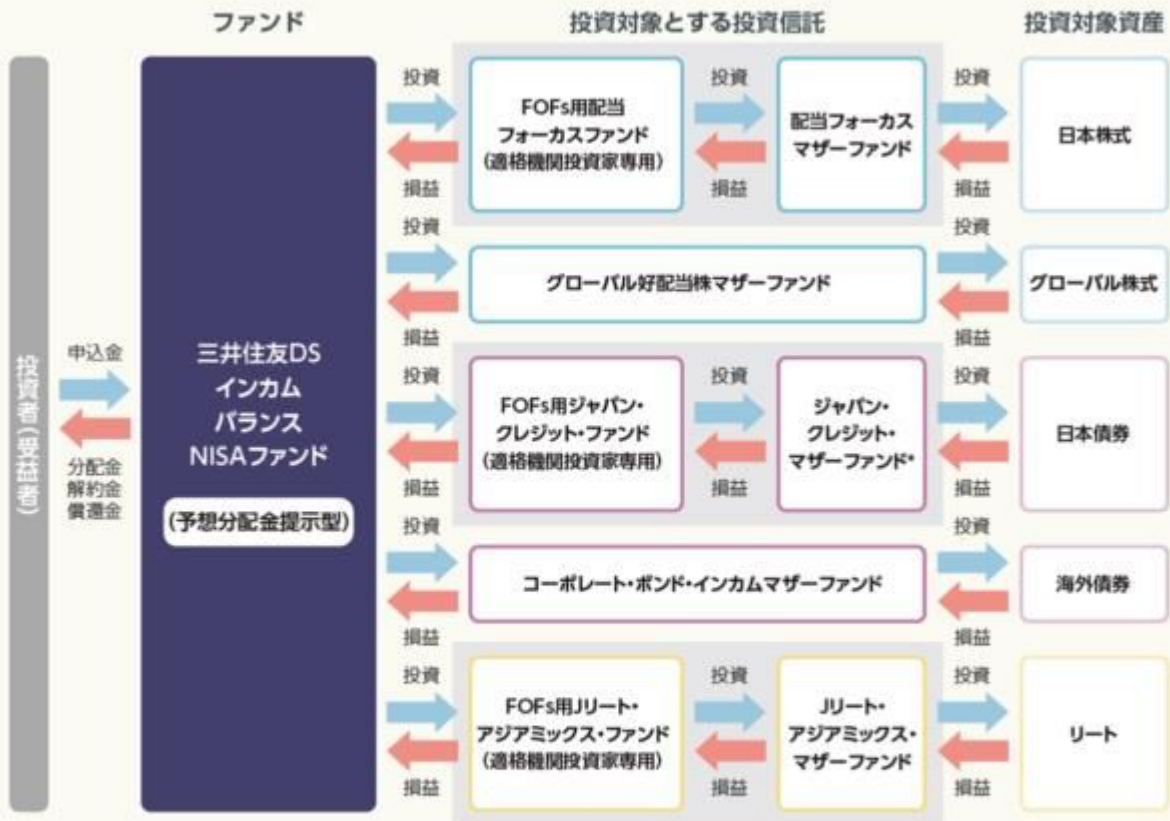 ファンド
投資対象とする投資信託
投資対象資産
投資者(受益者)
申込金
分配金
解約金
償還金
三井住友DS
インカム
バランス
NISAファンド
(予想分配金提示型)
投資
損益
FOFs用配当
フォーカスファンド
(適格機関投資家専用)
投資
損益
配当フォーカス
マザーファンド
投資
損益
日本株式
投資
損益
グローバル好配当株マザーファンド
投資
損益
グローバル株式
投資
損益
FOFs用ジャパン・
クレジット・ファンド
(適格機関投資家専用)
投資
損益
ジャパン・
クレジット・
マザーファンド*
投資
損益
日本債券
投資
損益
コーポレート・ボンド・インカムマザーファンド
投資
損益
海外債券
投資
損益
FOFs用Jリート・
アジアミックス・ファンド
(適格機関投資家専用)
投資
損益
Jリート・
アジアミックス・
マザーファンド
投資
損益
リート